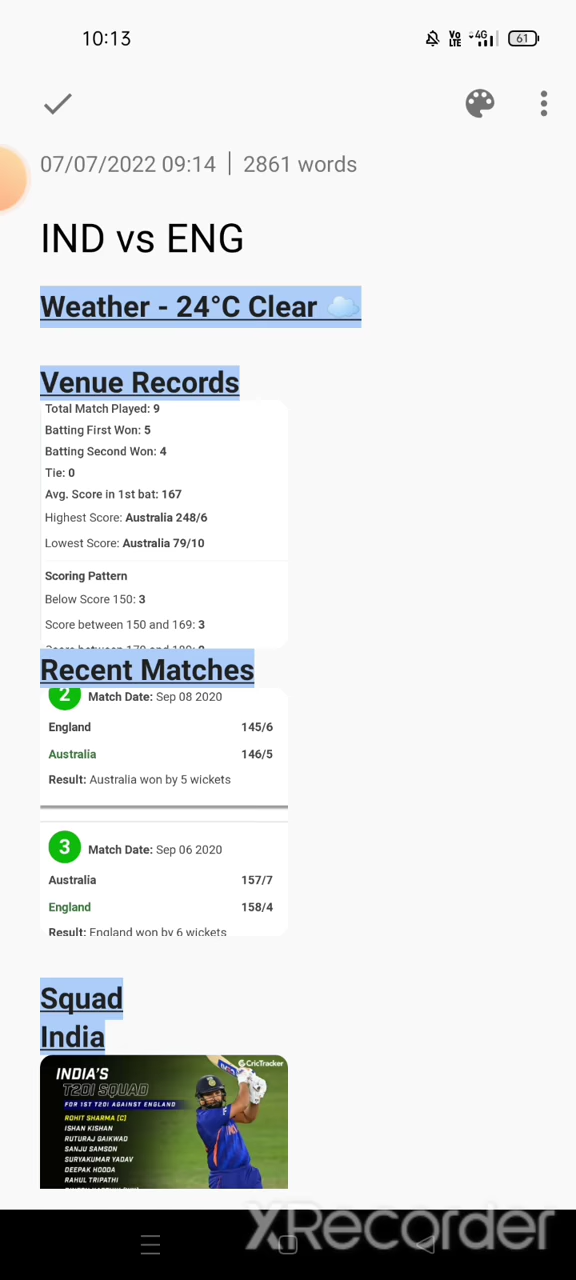 10:13
Vo LTE 4G 61
07/07/2022 09:14 | 2861 words
IND vs ENG
Weather - 24°C Clear ☁️
Venue Records
Total Match Played: 9
Batting First Won: 5
Batting Second Won: 4
Tie: 0
Avg. Score in 1st bat: 167
Highest Score: Australia 248/6
Lowest Score: Australia 79/10
Scoring Pattern
Below Score 150: 3
Score between 150 and 169: 3
Recent Matches
2 Match Date: Sep 08 2020
England 145/6
Australia 146/5
Result: Australia won by 5 wickets
3 Match Date: Sep 06 2020
Australia 157/7
England 158/4
Result: England won by 6 wickets
Squad
India
CricTracker
INDIA'S
T20I SQUAD
FOR 1ST T20I AGAINST ENGLAND
ROHIT SHARMA (C)
ISHAN KISHAN
RUTURAJ GAIKWAD
SANJU SAMSON
SURYAKUMAR YADAV
DEEPAK HOODA
RAHUL TRIPATHI
XRecorder